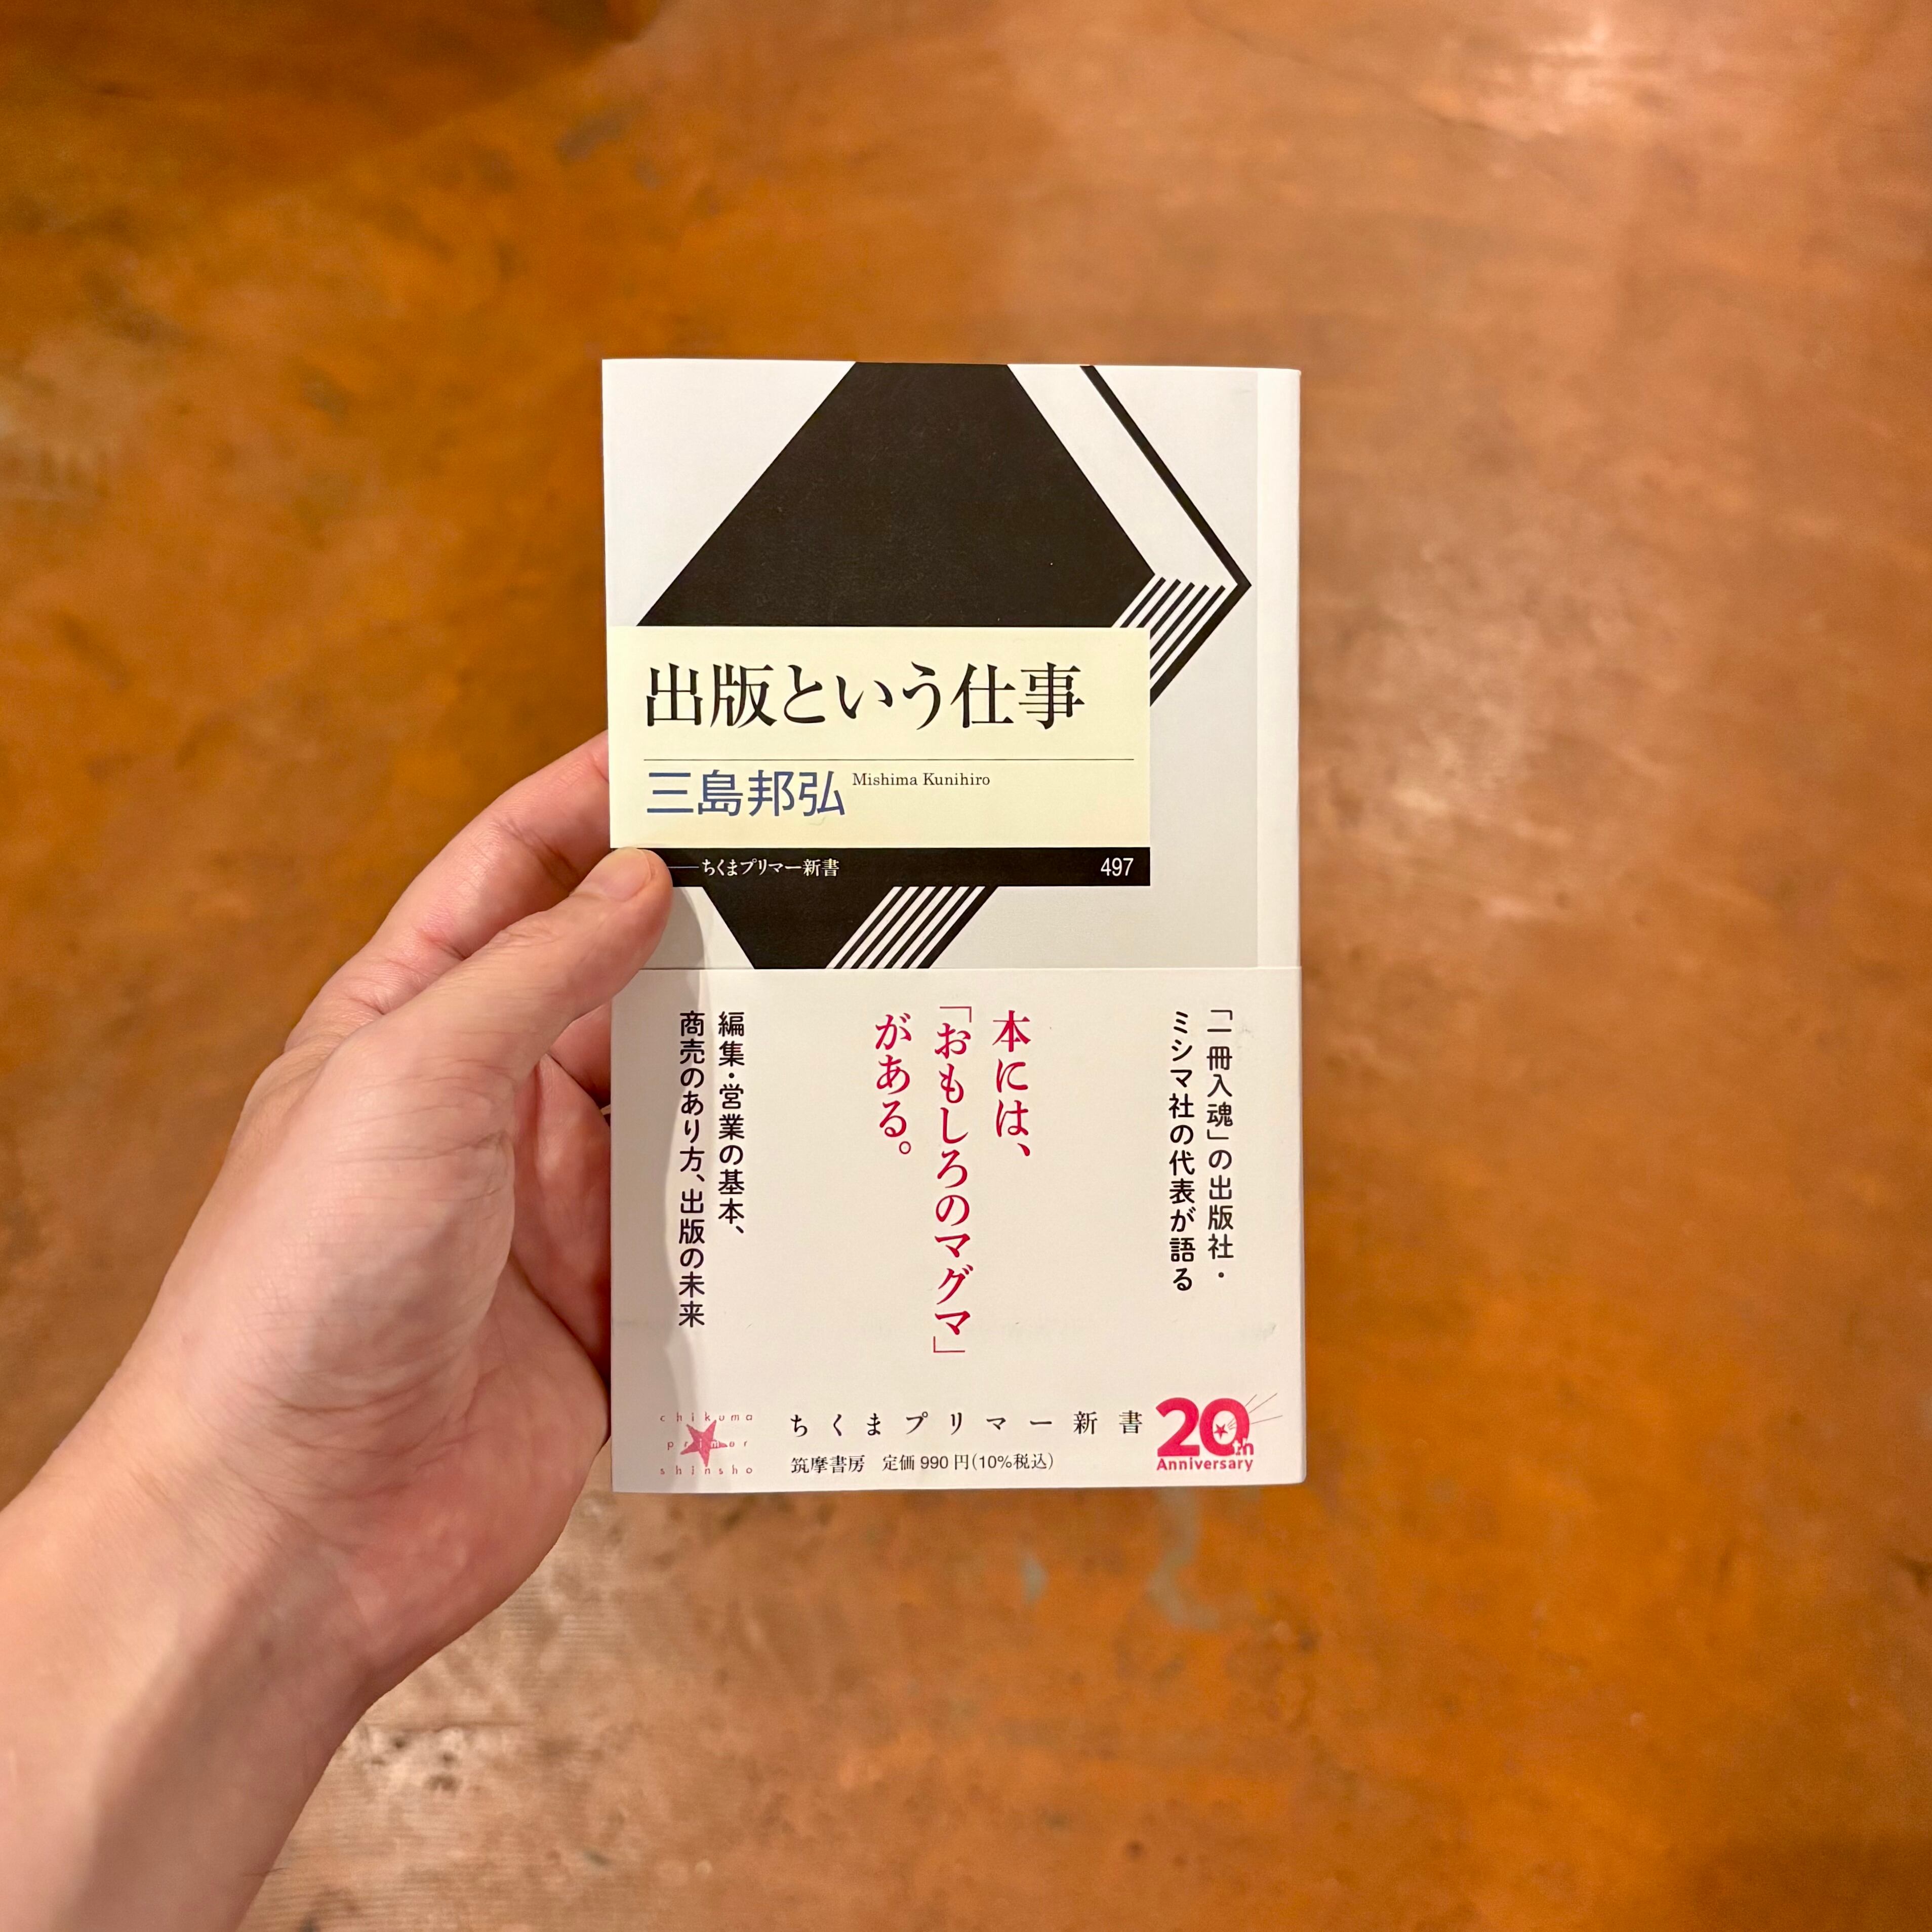 出版という仕事
三島邦弘 Mishima Kunihiro
ちくまプリマー新書 497
「一冊入魂」の出版社・
ミシマ社の代表が語る
本には、
「おもしろのマグマ」
がある。
編集・営業の基本、
商売のあり方、出版の未来
chikuma
primer
shinsho
ちくまプリマー新書
筑摩書房 定価990円(10%税込)
20th
Anniversary